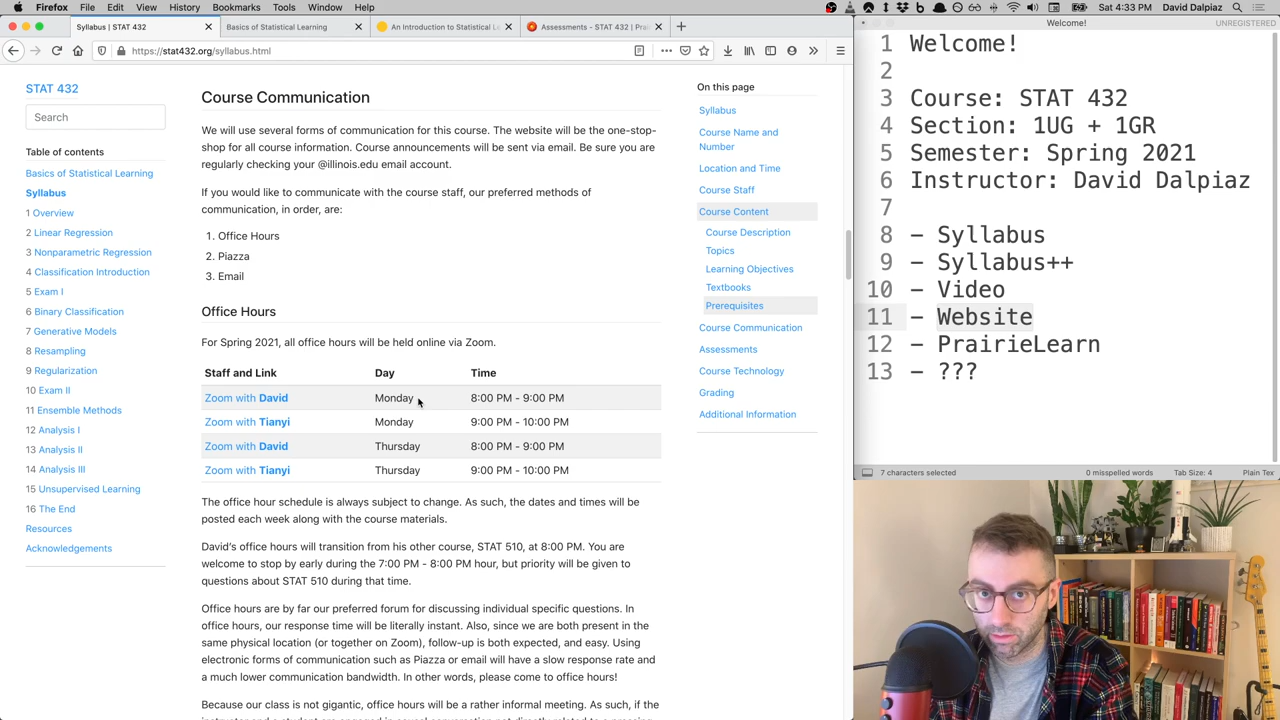 Firefox File Edit View History Bookmarks Tools Window Help
Sat 4:33 PM David Dalpiaz
Syllabus | STAT 432
Basics of Statistical Learning
An Introduction to Statistical Le
Assessments - STAT 432 | Prai
https://stat432.org/syllabus.html
STAT 432
Search
Table of contents
Basics of Statistical Learning
Syllabus
1 Overview
2 Linear Regression
3 Nonparametric Regression
4 Classification Introduction
5 Exam I
6 Binary Classification
7 Generative Models
8 Resampling
9 Regularization
10 Exam II
11 Ensemble Methods
12 Analysis I
13 Analysis II
14 Analysis III
15 Unsupervised Learning
16 The End
Resources
Acknowledgements
Course Communication
We will use several forms of communication for this course. The website will be the one-stop-
shop for all course information. Course announcements will be sent via email. Be sure you are
regularly checking your @illinois.edu email account.
If you would like to communicate with the course staff, our preferred methods of
communication, in order, are:
1. Office Hours
2. Piazza
3. Email
Office Hours
For Spring 2021, all office hours will be held online via Zoom.
Staff and Link Day Time
Zoom with David Monday 8:00 PM - 9:00 PM
Zoom with Tianyi Monday 9:00 PM - 10:00 PM
Zoom with David Thursday 8:00 PM - 9:00 PM
Zoom with Tianyi Thursday 9:00 PM - 10:00 PM
The office hour schedule is always subject to change. As such, the dates and times will be
posted each week along with the course materials.
David's office hours will transition from his other course, STAT 510, at 8:00 PM. You are
welcome to stop by early during the 7:00 PM - 8:00 PM hour, but priority will be given to
questions about STAT 510 during that time.
Office hours are by far our preferred forum for discussing individual specific questions. In
office hours, our response time will be literally instant. Also, since we are both present in the
same physical location (or together on Zoom), follow-up is both expected, and easy. Using
electronic forms of communication such as Piazza or email will have a slow response rate and
a much lower communication bandwidth. In other words, please come to office hours!
Because our class is not gigantic, office hours will be a rather informal meeting. As such, if the
On this page
Syllabus
Course Name and
Number
Location and Time
Course Staff
Course Content
Course Description
Topics
Learning Objectives
Textbooks
Prerequisites
Course Communication
Assessments
Course Technology
Grading
Additional Information
Welcome!
UNREGISTERED
1 Welcome!
2
3 Course: STAT 432
4 Section: 1UG + 1GR
5 Semester: Spring 2021
6 Instructor: David Dalpiaz
7
8 - Syllabus
9 - Syllabus++
10 - Video
11 - Website
12 - PrairieLearn
13 - ???
7 characters selected
0 misspelled words Tab Size: 4 Plain Tex